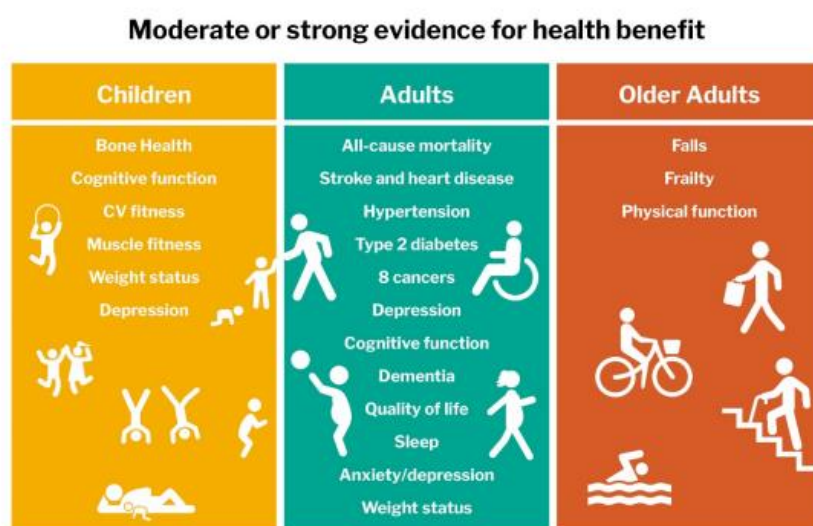 Moderate or strong evidence for health benefit
Children
Bone Health
Cognitive function
CV fitness
Muscle fitness
Weight status
Depression
Adults
All-cause mortality
Stroke and heart disease
Hypertension
Type 2 diabetes
8 cancers
Depression
Cognitive function
Dementia
Quality of life
Sleep
Anxiety/depression
Weight status
Older Adults
Falls
Frailty
Physical function